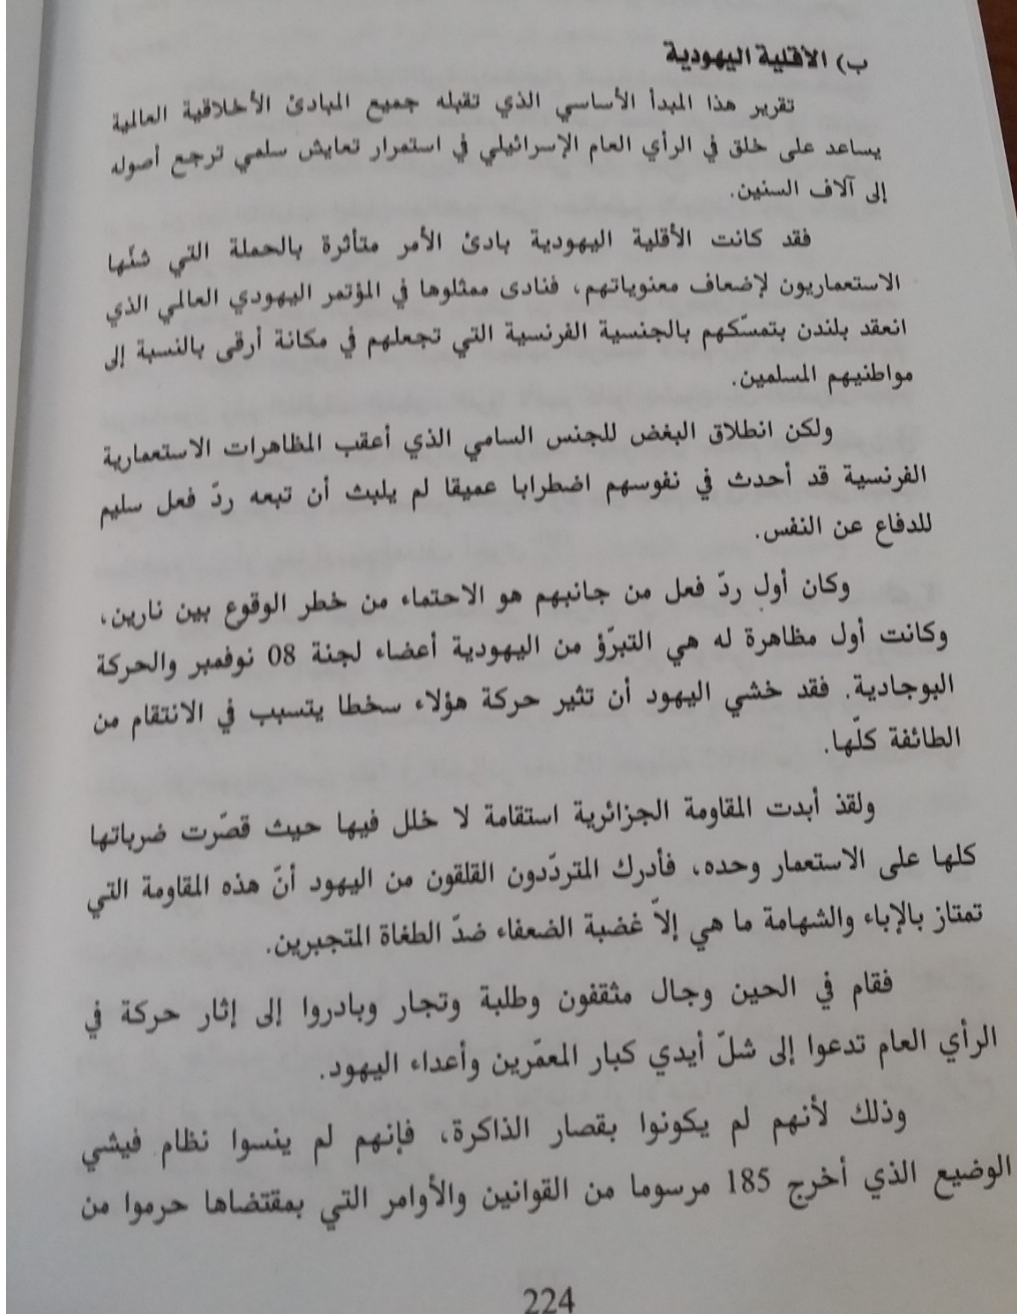 ب) الأقلية اليهودية
تقرير هذا المبدأ الأساسي الذي تقبله جميع المبادئ الأخلاقية العالمية
يساعد على خلق في الرأي العام الإسرائيلي في استمرار تعايش سلمي ترجع أصوله
إلى آلاف السنين.
فقد كانت الأقلية اليهودية بادئ الأمر متأثرة بالحملة التي شنّها
الاستعماريون لإضعاف معنوياتهم، فنادى ممثلوها في المؤتمر اليهودي العالمي الذي
انعقد بلندن بتمسّكهم بالجنسية الفرنسية التي تجعلهم في مكانة أرقى بالنسبة إلى
مواطنيهم المسلمين.
ولكن انطلاق البغض للجنس السامي الذي أعقب المظاهرات الاستعمارية
الفرنسية قد أحدث في نفوسهم اضطرابا عميقا لم يلبث أن تبعه ردّ فعل سليم
للدفاع عن النفس.
وكان أول ردّ فعل من جانبهم هو الاحتماء من خطر الوقوع بين نارين،
وكانت أول مظاهرة له هي التبرّؤ من اليهودية أعضاء لجنة 08 نوفمبر والحركة
البوجادية. فقد خشي اليهود أن تثير حركة هؤلاء سخطا يتسبب في الانتقام من
الطائفة كلّها.
ولقذ أبدت المقاومة الجزائرية استقامة لا خلل فيها حيث قصّرت ضرباتها
كلها على الاستعمار وحده، فأدرك المتردّدون القلقون من اليهود أنّ هذه المقاومة التي
تمتاز بالإباء والشهامة ما هي إلاّ غضبة الضعفاء ضدّ الطغاة المتجبرين.
فقام في الحين وجال مثقفون وطلبة وتجار وبادروا إلى إثار حركة في
الرأي العام تدعوا إلى شلّ أيدي كبار المعمّرين وأعداء اليهود.
وذلك لأنهم لم يكونوا بقصار الذاكرة، فإنهم لم ينسوا نظام فيشي
الوضيع الذي أخرج 185 مرسوما من القوانين والأوامر التي بمقتضاها حرموا من
224